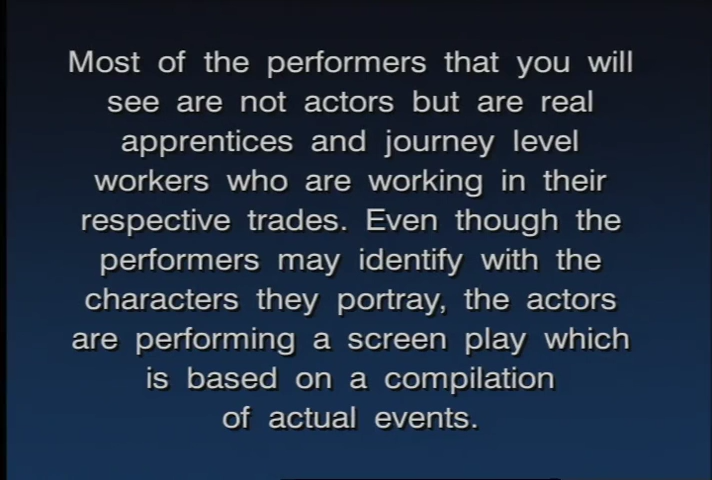 Most of the performers that you will
see are not actors but are real
apprentices and journey level
workers who are working in their
respective trades. Even though the
performers may identify with the
characters they portray, the actors
are performing a screen play which
is based on a compilation
of actual events.